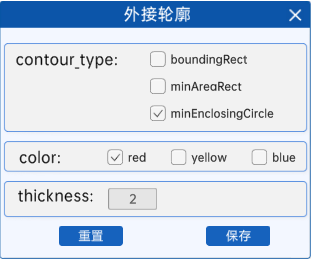 外接轮廓
contour_type: boundingRect
minAreaRect
minEnclosingCircle
color: red yellow blue
thickness: 2
重置 保存